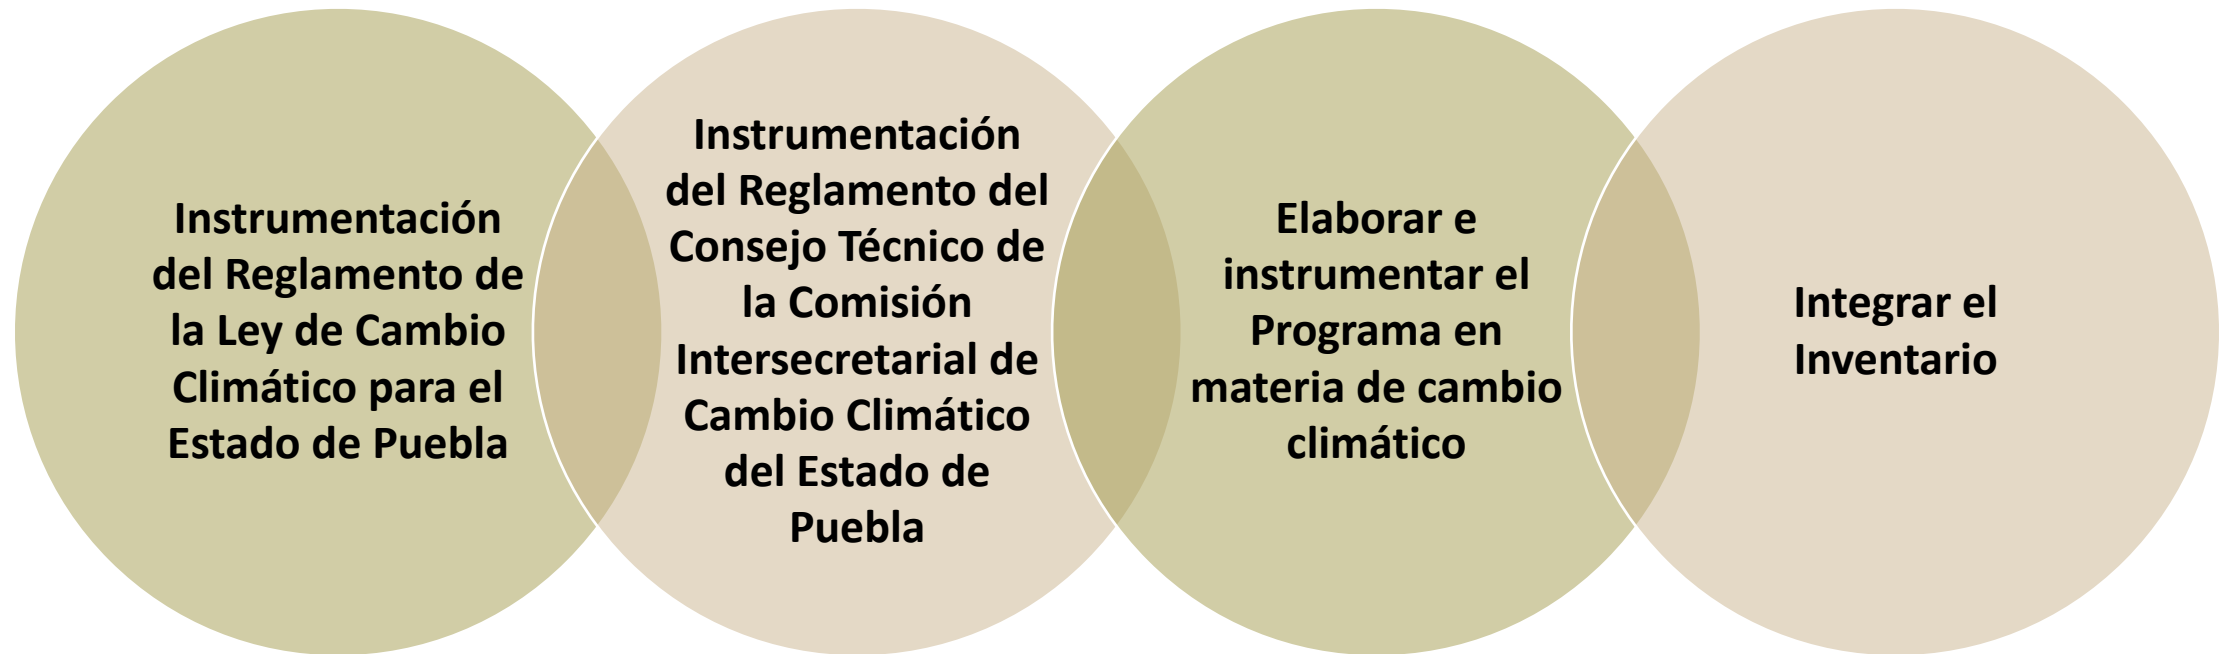 Instrumentación
del Reglamento de
la Ley de Cambio
Climático para el
Estado de Puebla
Instrumentación
del Reglamento del
Consejo Técnico de
la Comisión
Intersecretarial de
Cambio Climático
del Estado de
Puebla
Elaborar e
instrumentar el
Programa en
materia de cambio
climático
Integrar el
Inventario